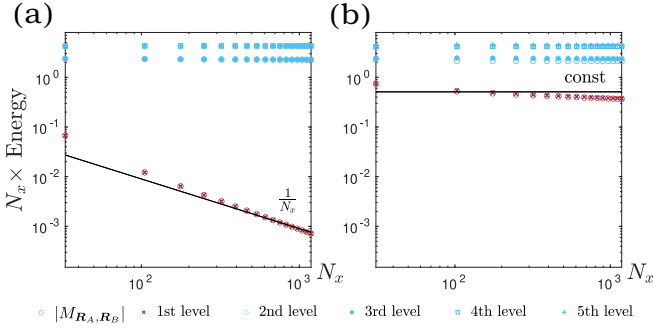 (a)
(b)
N_x × Energy
10^0
10^-1
10^-2
10^-3
1/N_x
10^2
10^3
N_x
10^0
10^-1
10^-2
10^-3
const
10^2
10^3
N_x
|M_{R_A,R_B}| 1st level 2nd level 3rd level 4th level 5th level